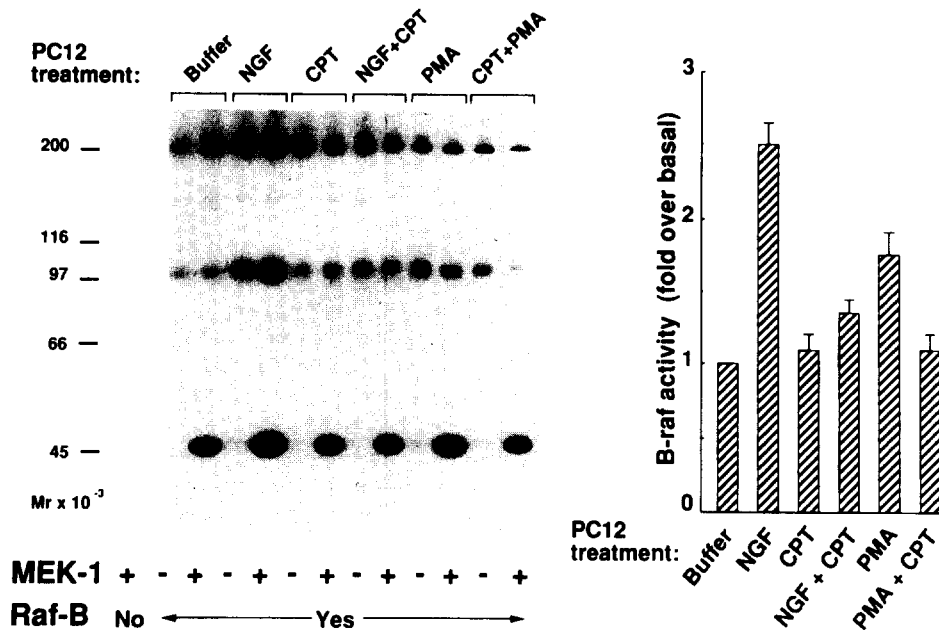 PC12
treatment:
Buffer
NGF
CPT
NGF+CPT
PMA
CPT+PMA
200
116
97
66
45
Mr x 10⁻³
MEK-1 + - + - + - + - + - + - +
Raf-B No Yes
B-raf activity (fold over basal)
3
2
1
0
PC12
treatment:
Buffer
NGF
CPT
NGF + CPT
PMA
PMA + CPT